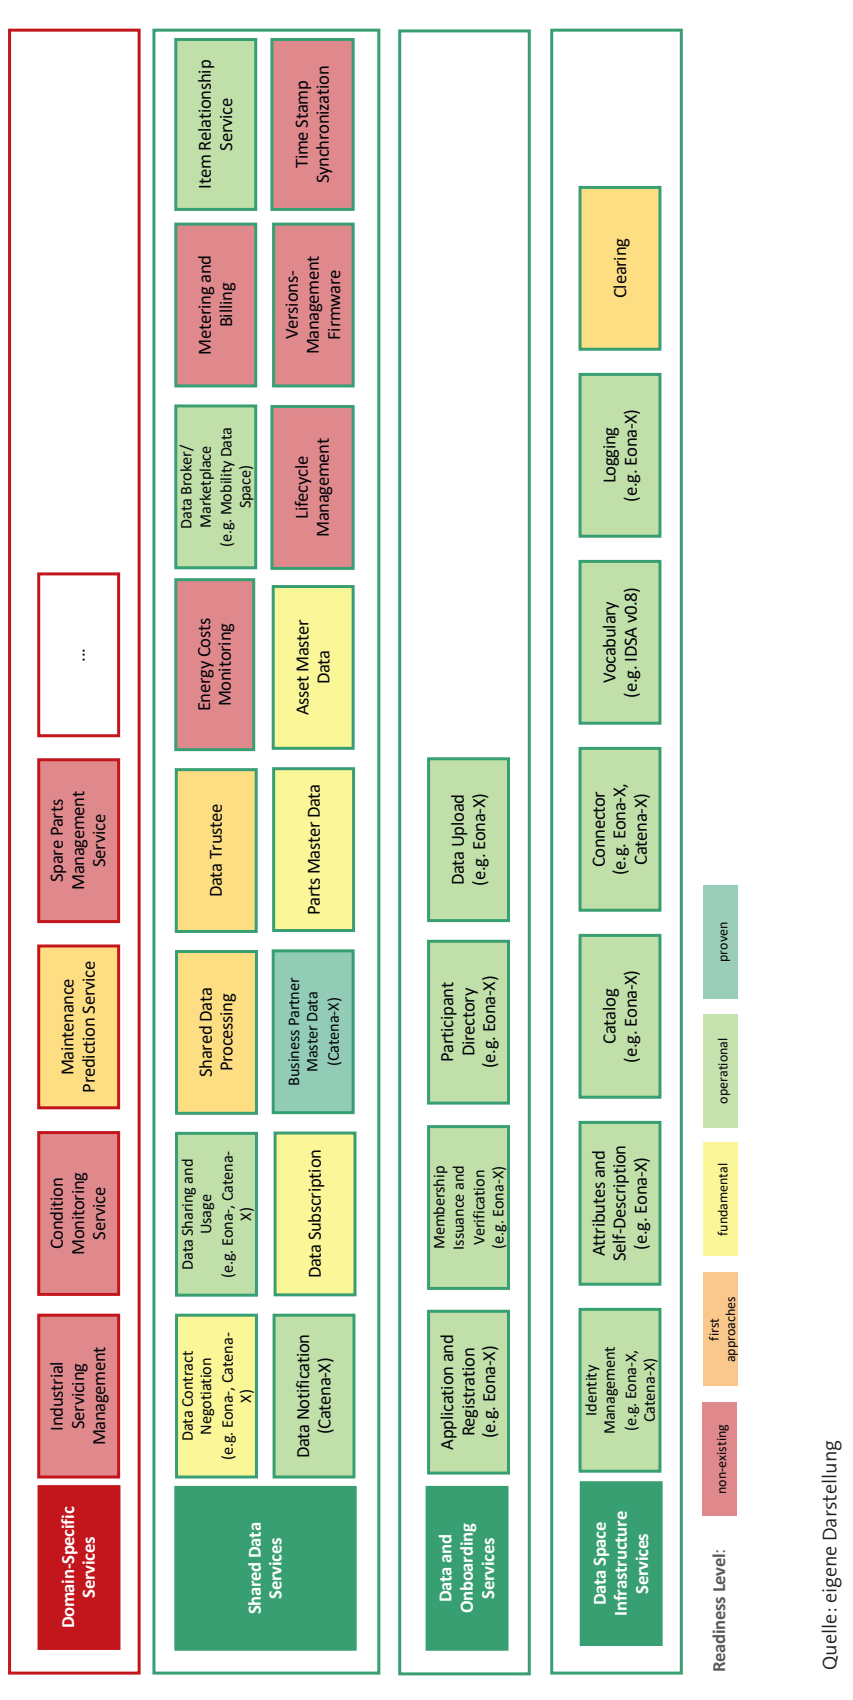 Domain-Specific
Services
Industrial
Servicing
Management
Condition
Monitoring
Service
Maintenance
Prediction Service
Spare Parts
Management
Service
...
Shared Data
Services
Data Contract
Negotiation
(e.g. Eona-, Catena-
X)
Data Sharing and
Usage
(e.g. Eona-, Catena-
X)
Shared Data
Processing
Data Trustee
Energy Costs
Monitoring
Data Broker/
Marketplace
(e.g. Mobility Data
Space)
Metering and
Billing
Item Relationship
Service
Data Notification
(Catena-X)
Data Subscription
Business Partner
Master Data
(Catena-X)
Parts Master Data
Asset Master
Data
Lifecycle
Management
Versions-
Management
Firmware
Time Stamp
Synchronization
Data and
Onboarding
Services
Application and
Registration
(e.g. Eona-X)
Membership
Issuance and
Verification
(e.g. Eona-X)
Participant
Directory
(e.g. Eona-X)
Data Upload
(e.g. Eona-X)
Data Space
Infrastructure
Services
Identity
Management
(e.g. Eona-X,
Catena-X)
Attributes and
Self-Description
(e.g. Eona-X)
Catalog
(e.g. Eona-X)
Connector
(e.g. Eona-X,
Catena-X)
Vocabulary
(e.g. IDSA v0.8)
Logging
(e.g. Eona-X)
Clearing
Readiness Level:
non-existing
first
approaches
fundamental
operational
proven
Quelle: eigene Darstellung